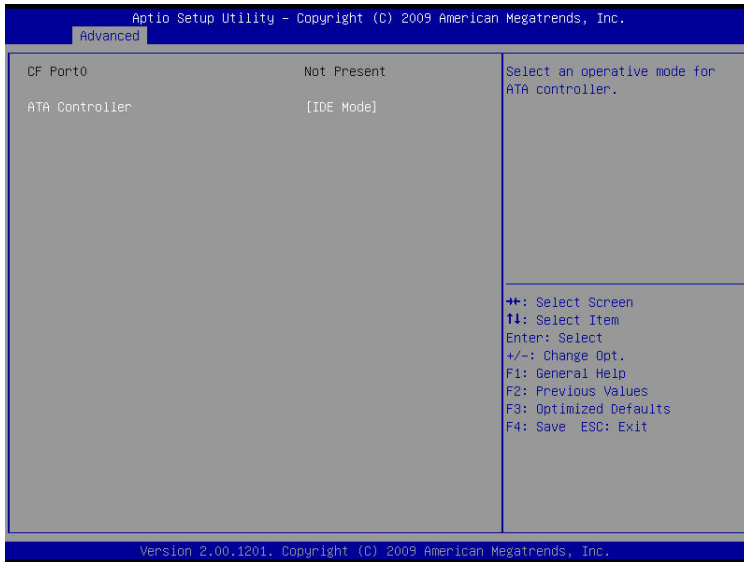 Aptio Setup Utility – Copyright (C) 2009 American Megatrends, Inc.
Advanced
CF Port0 Not Present
ATA Controller [IDE Mode]
Select an operative mode for
ATA controller.
→←: Select Screen
↑↓: Select Item
Enter: Select
+/-: Change Opt.
F1: General Help
F2: Previous Values
F3: Optimized Defaults
F4: Save ESC: Exit
Version 2.00.1201. Copyright (C) 2009 American Megatrends, Inc.